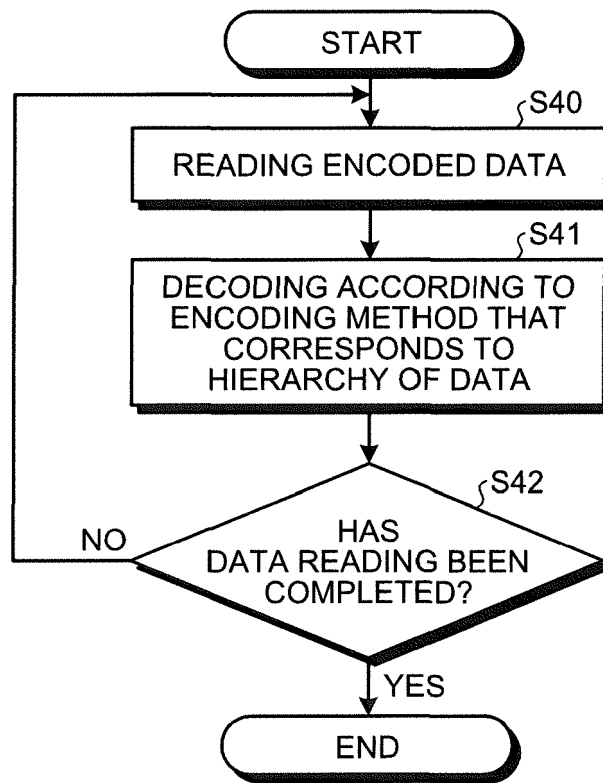 START
S40
READING ENCODED DATA
S41
DECODING ACCORDING TO
ENCODING METHOD THAT
CORRESPONDS TO
HIERARCHY OF DATA
S42
HAS
DATA READING BEEN
COMPLETED?
NO
YES
END